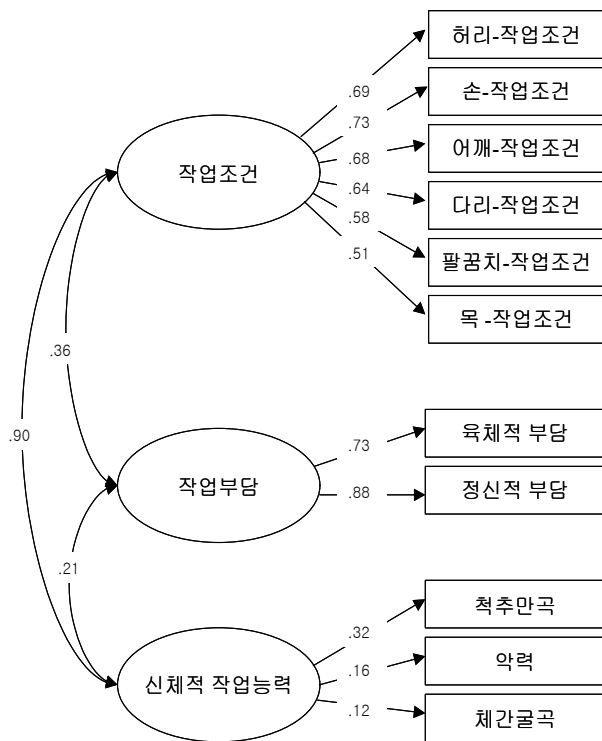 허리-작업조건
.69
손-작업조건
.73
작업조건
어깨-작업조건
.68
.64
다리-작업조건
.58
팔꿈치-작업조건
.51
목 -작업조건
.36
.90
육체적 부담
.73
작업부담
정신적 부담
.88
.21
척추만곡
.32
신체적 작업능력
악력
.16
체간굴곡
.12